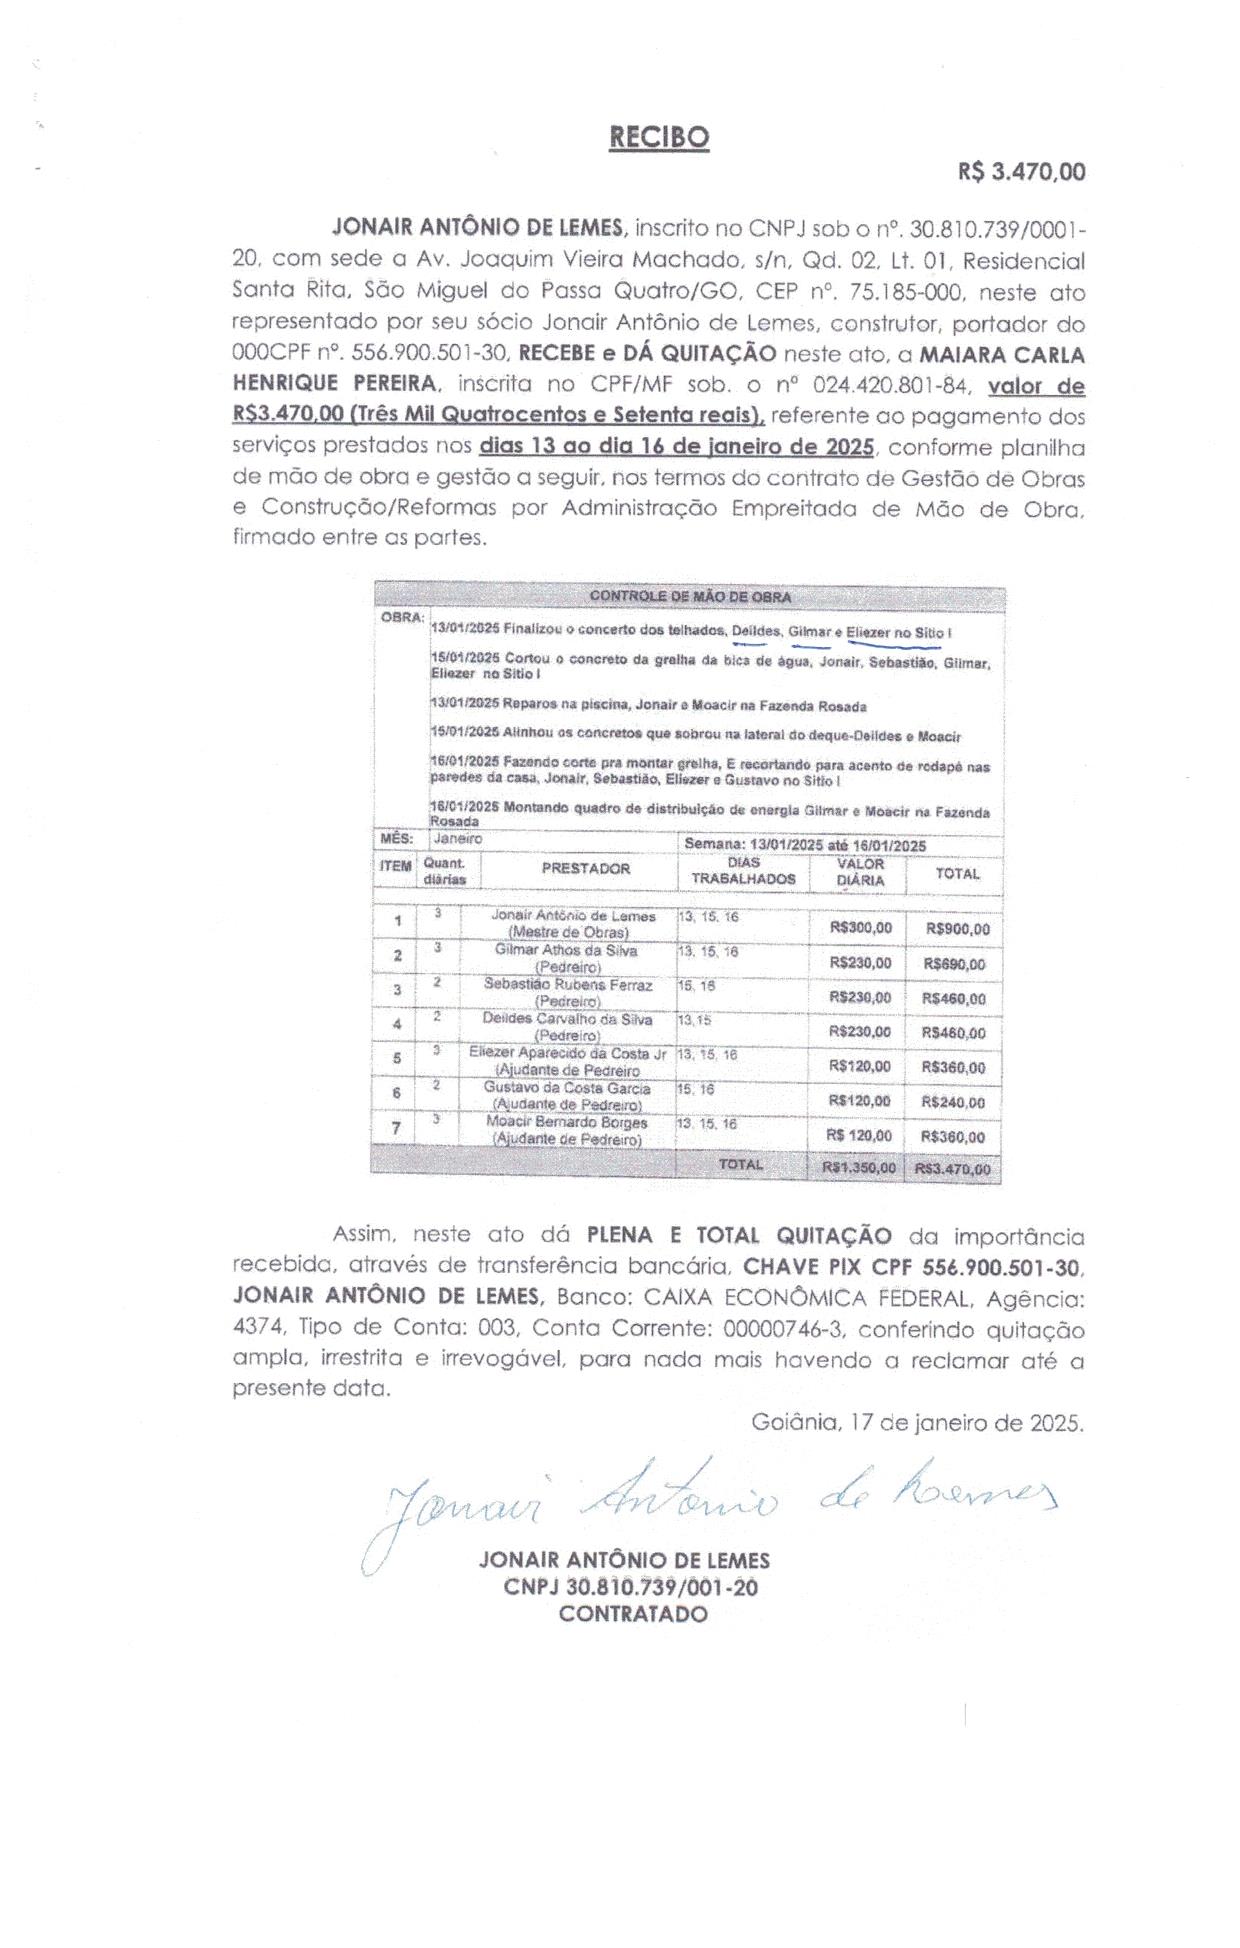 RECIBO
R$ 3.470,00
JONAIR ANTÔNIO DE LEMES, inscrito no CNPJ sob o nº. 30.810.739/0001-
20, com sede a Av. Joaquim Vieira Machado, s/n, Qd. 02, Lt. 01, Residencial
Santa Rita, São Miguel do Passa Quatro/GO, CEP nº. 75.185-000, neste ato
representado por seu sócio Jonair Antônio de Lemes, construtor, portador do
000CPF nº. 556.900.501-30, RECEBE e DÁ QUITAÇÃO neste ato, a MAIARA CARLA
HENRIQUE PEREIRA, inscrita no CPF/MF sob. o nº 024.420.801-84, valor de
R$3.470,00 (Três Mil Quatrocentos e Setenta reais), referente ao pagamento dos
serviços prestados nos dias 13 ao dia 16 de janeiro de 2025, conforme planilha
de mão de obra e gestão a seguir, nos termos do contrato de Gestão de Obras
e Construção/Reformas por Administração Empreitada de Mão de Obra,
firmado entre as partes.
CONTROLE DE MÃO DE OBRA
OBRA: 13/01/2025 Finalizou o concerto dos telhados, Deildes, Gilmar e Eliezer no Sitio I
15/01/2025 Cortou o concreto da grelha da bica de água, Jonair, Sebastião, Gilmar,
Eliezer no Sitio I
13/01/2025 Reparos na piscina, Jonair e Moacir na Fazenda Rosada
15/01/2025 Alinhou os concretos que sobrou na lateral do deque-Deildes e Moacir
16/01/2025 Fazendo corte pra montar grelha, E recortando para acento de rodapé nas
paredes da casa, Jonair, Sebastião, Eliezer e Gustavo no Sitio I
16/01/2025 Montando quadro de distribuição de energia Gilmar e Moacir na Fazenda
Rosada
MÊS: Janeiro Semana: 13/01/2025 até 16/01/2025
ITEM Quant. diárias PRESTADOR DIAS TRABALHADOS VALOR DIÁRIA TOTAL
1 3 Jonair Antônio de Lemes (Mestre de Obras) 13, 15, 16 R$300,00 R$900,00
2 3 Gilmar Athos da Silva (Pedreiro) 13, 15, 16 R$230,00 R$690,00
3 2 Sebastião Rubens Ferraz (Pedreiro) 15, 16 R$230,00 R$460,00
4 2 Deildes Carvalho da Silva (Pedreiro) 13,15 R$230,00 R$460,00
5 3 Eliezer Aparecido da Costa Jr (Ajudante de Pedreiro 13, 15, 16 R$120,00 R$360,00
6 2 Gustavo da Costa Garcia (Ajudante de Pedreiro) 15, 16 R$120,00 R$240,00
7 3 Moacir Bernardo Borges (Ajudante de Pedreiro) 13, 15, 16 R$ 120,00 R$360,00
TOTAL R$1.350,00 R$3.470,00
Assim, neste ato dá PLENA E TOTAL QUITAÇÃO da importância
recebida, através de transferência bancária, CHAVE PIX CPF 556.900.501-30,
JONAIR ANTÔNIO DE LEMES, Banco: CAIXA ECONÔMICA FEDERAL, Agência:
4374, Tipo de Conta: 003, Conta Corrente: 00000746-3, conferindo quitação
ampla, irrestrita e irrevogável, para nada mais havendo a reclamar até a
presente data.
Goiânia, 17 de janeiro de 2025.
Jonair Antonio de Lemes
JONAIR ANTÔNIO DE LEMES
CNPJ 30.810.739/001-20
CONTRATADO